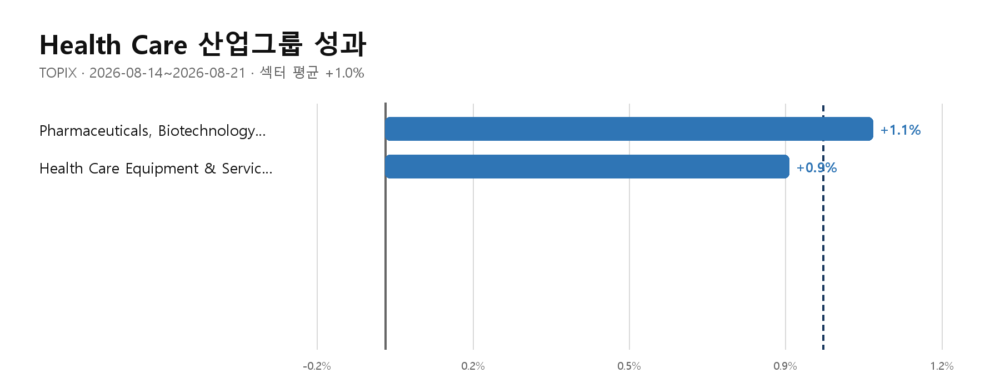 Health Care 산업그룹 성과
TOPIX · 2026-08-14~2026-08-21 · 섹터 평균 +1.0%
Pharmaceuticals, Biotechnology...
+1.1%
Health Care Equipment & Servic...
+0.9%
-0.2%
0.2%
0.5%
0.9%
1.2%